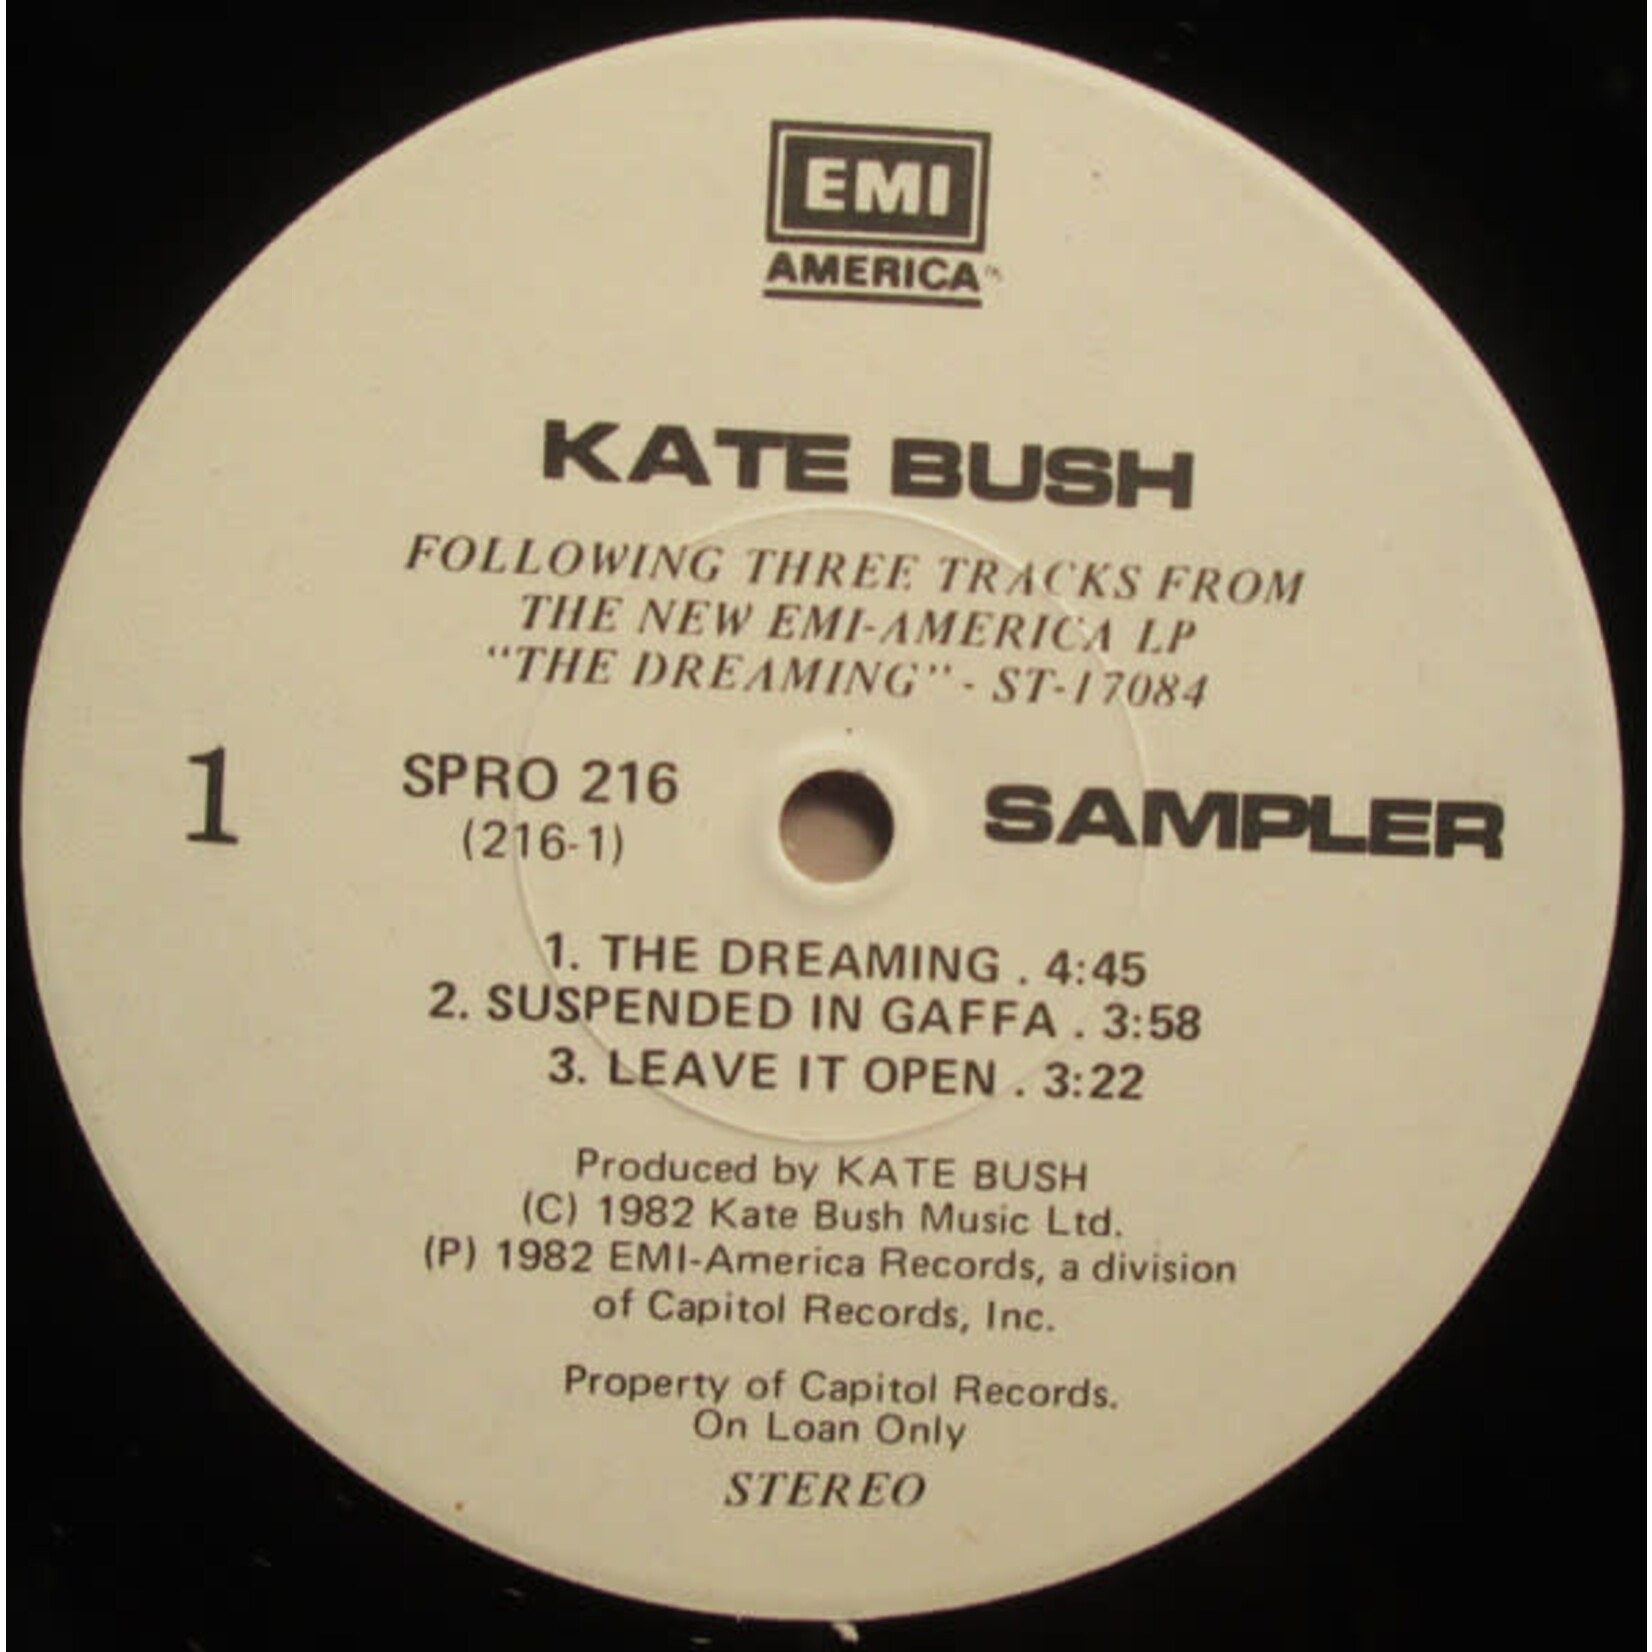 EMI
AMERICA™
KATE BUSH
FOLLOWING THREE TRACKS FROM
THE NEW EMI-AMERICA LP
"THE DREAMING" - ST-17084
1 SPRO 216 SAMPLER
(216-1)
1. THE DREAMING . 4:45
2. SUSPENDED IN GAFFA . 3:58
3. LEAVE IT OPEN . 3:22
Produced by KATE BUSH
(C) 1982 Kate Bush Music Ltd.
(P) 1982 EMI-America Records, a division
of Capitol Records, Inc.
Property of Capitol Records.
On Loan Only
STEREO